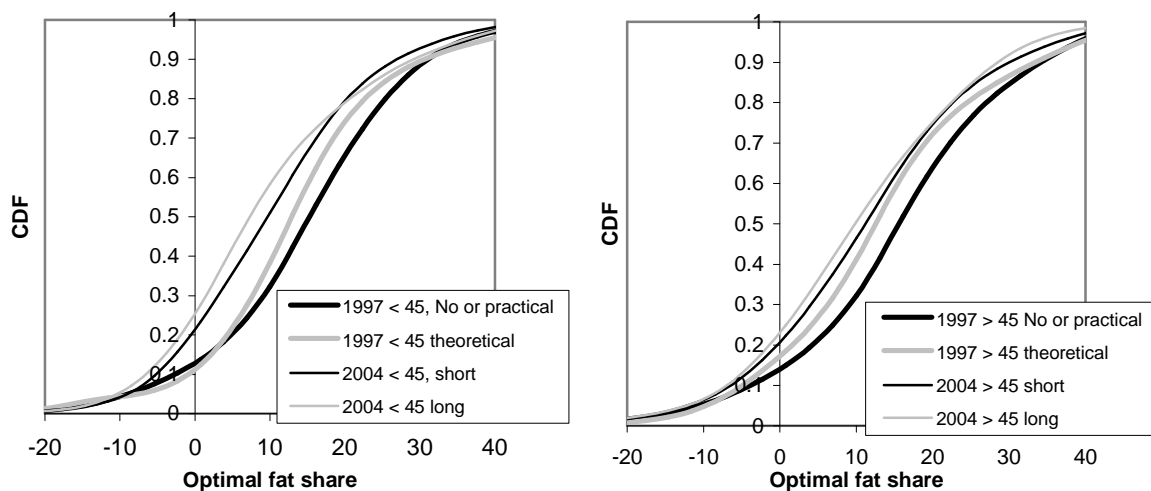 1
0.9
0.8
0.7
0.6
0.5
0.4
0.3
0.2
0.1
0
CDF
-20 -10 0 10 20 30 40
Optimal fat share
1997 < 45, No or practical
1997 < 45 theoretical
2004 < 45, short
2004 < 45 long
1
0.9
0.8
0.7
0.6
0.5
0.4
0.3
0.2
0.1
0
CDF
-20 -10 0 10 20 30 40
Optimal fat share
1997 > 45 No or practical
1997 > 45 theoretical
2004 > 45 short
2004 > 45 long